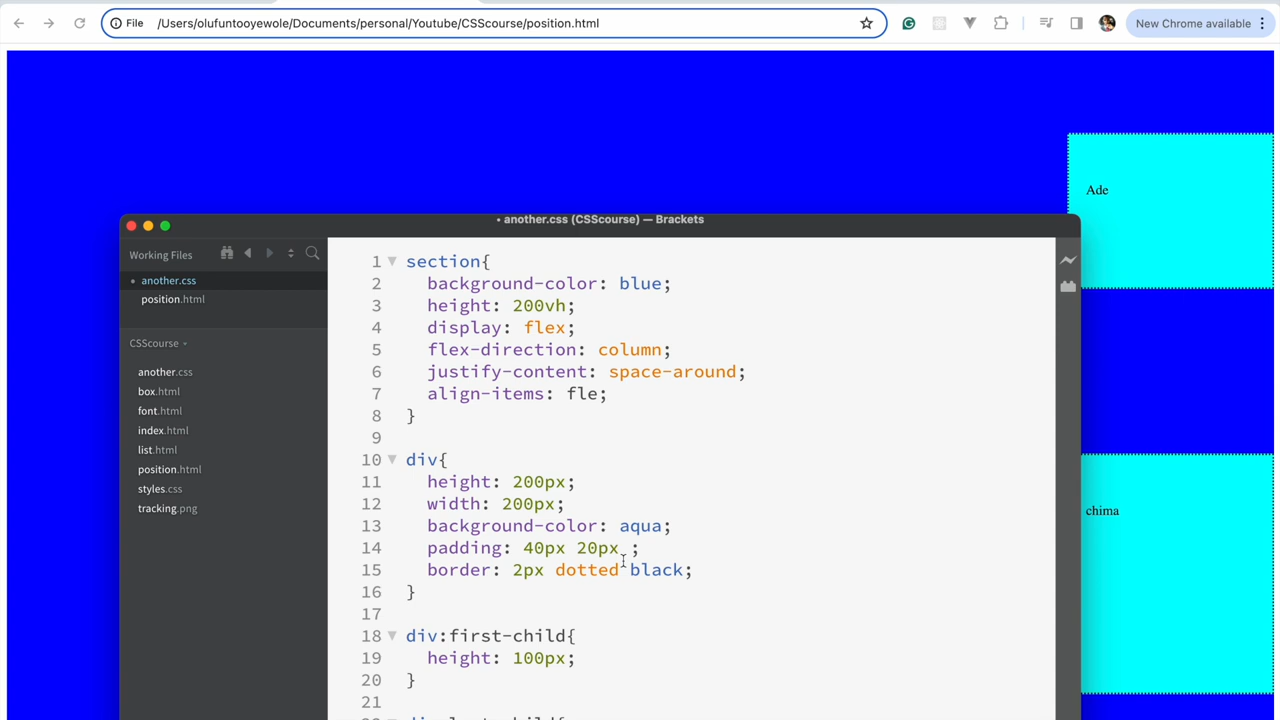 File /Users/olufuntooyewole/Documents/personal/Youtube/CSScourse/position.html
New Chrome available
Ade
• another.css (CSScourse) — Brackets
Working Files
• another.css
position.html
CSScourse
another.css
box.html
font.html
index.html
list.html
position.html
styles.css
tracking.png
1 section{
2 background-color: blue;
3 height: 200vh;
4 display: flex;
5 flex-direction: column;
6 justify-content: space-around;
7 align-items: fle;
8 }
9
10 div{
11 height: 200px;
12 width: 200px;
13 background-color: aqua;
14 padding: 40px 20px ;
15 border: 2px dotted black;
16 }
17
18 div:first-child{
19 height: 100px;
20 }
21
chima